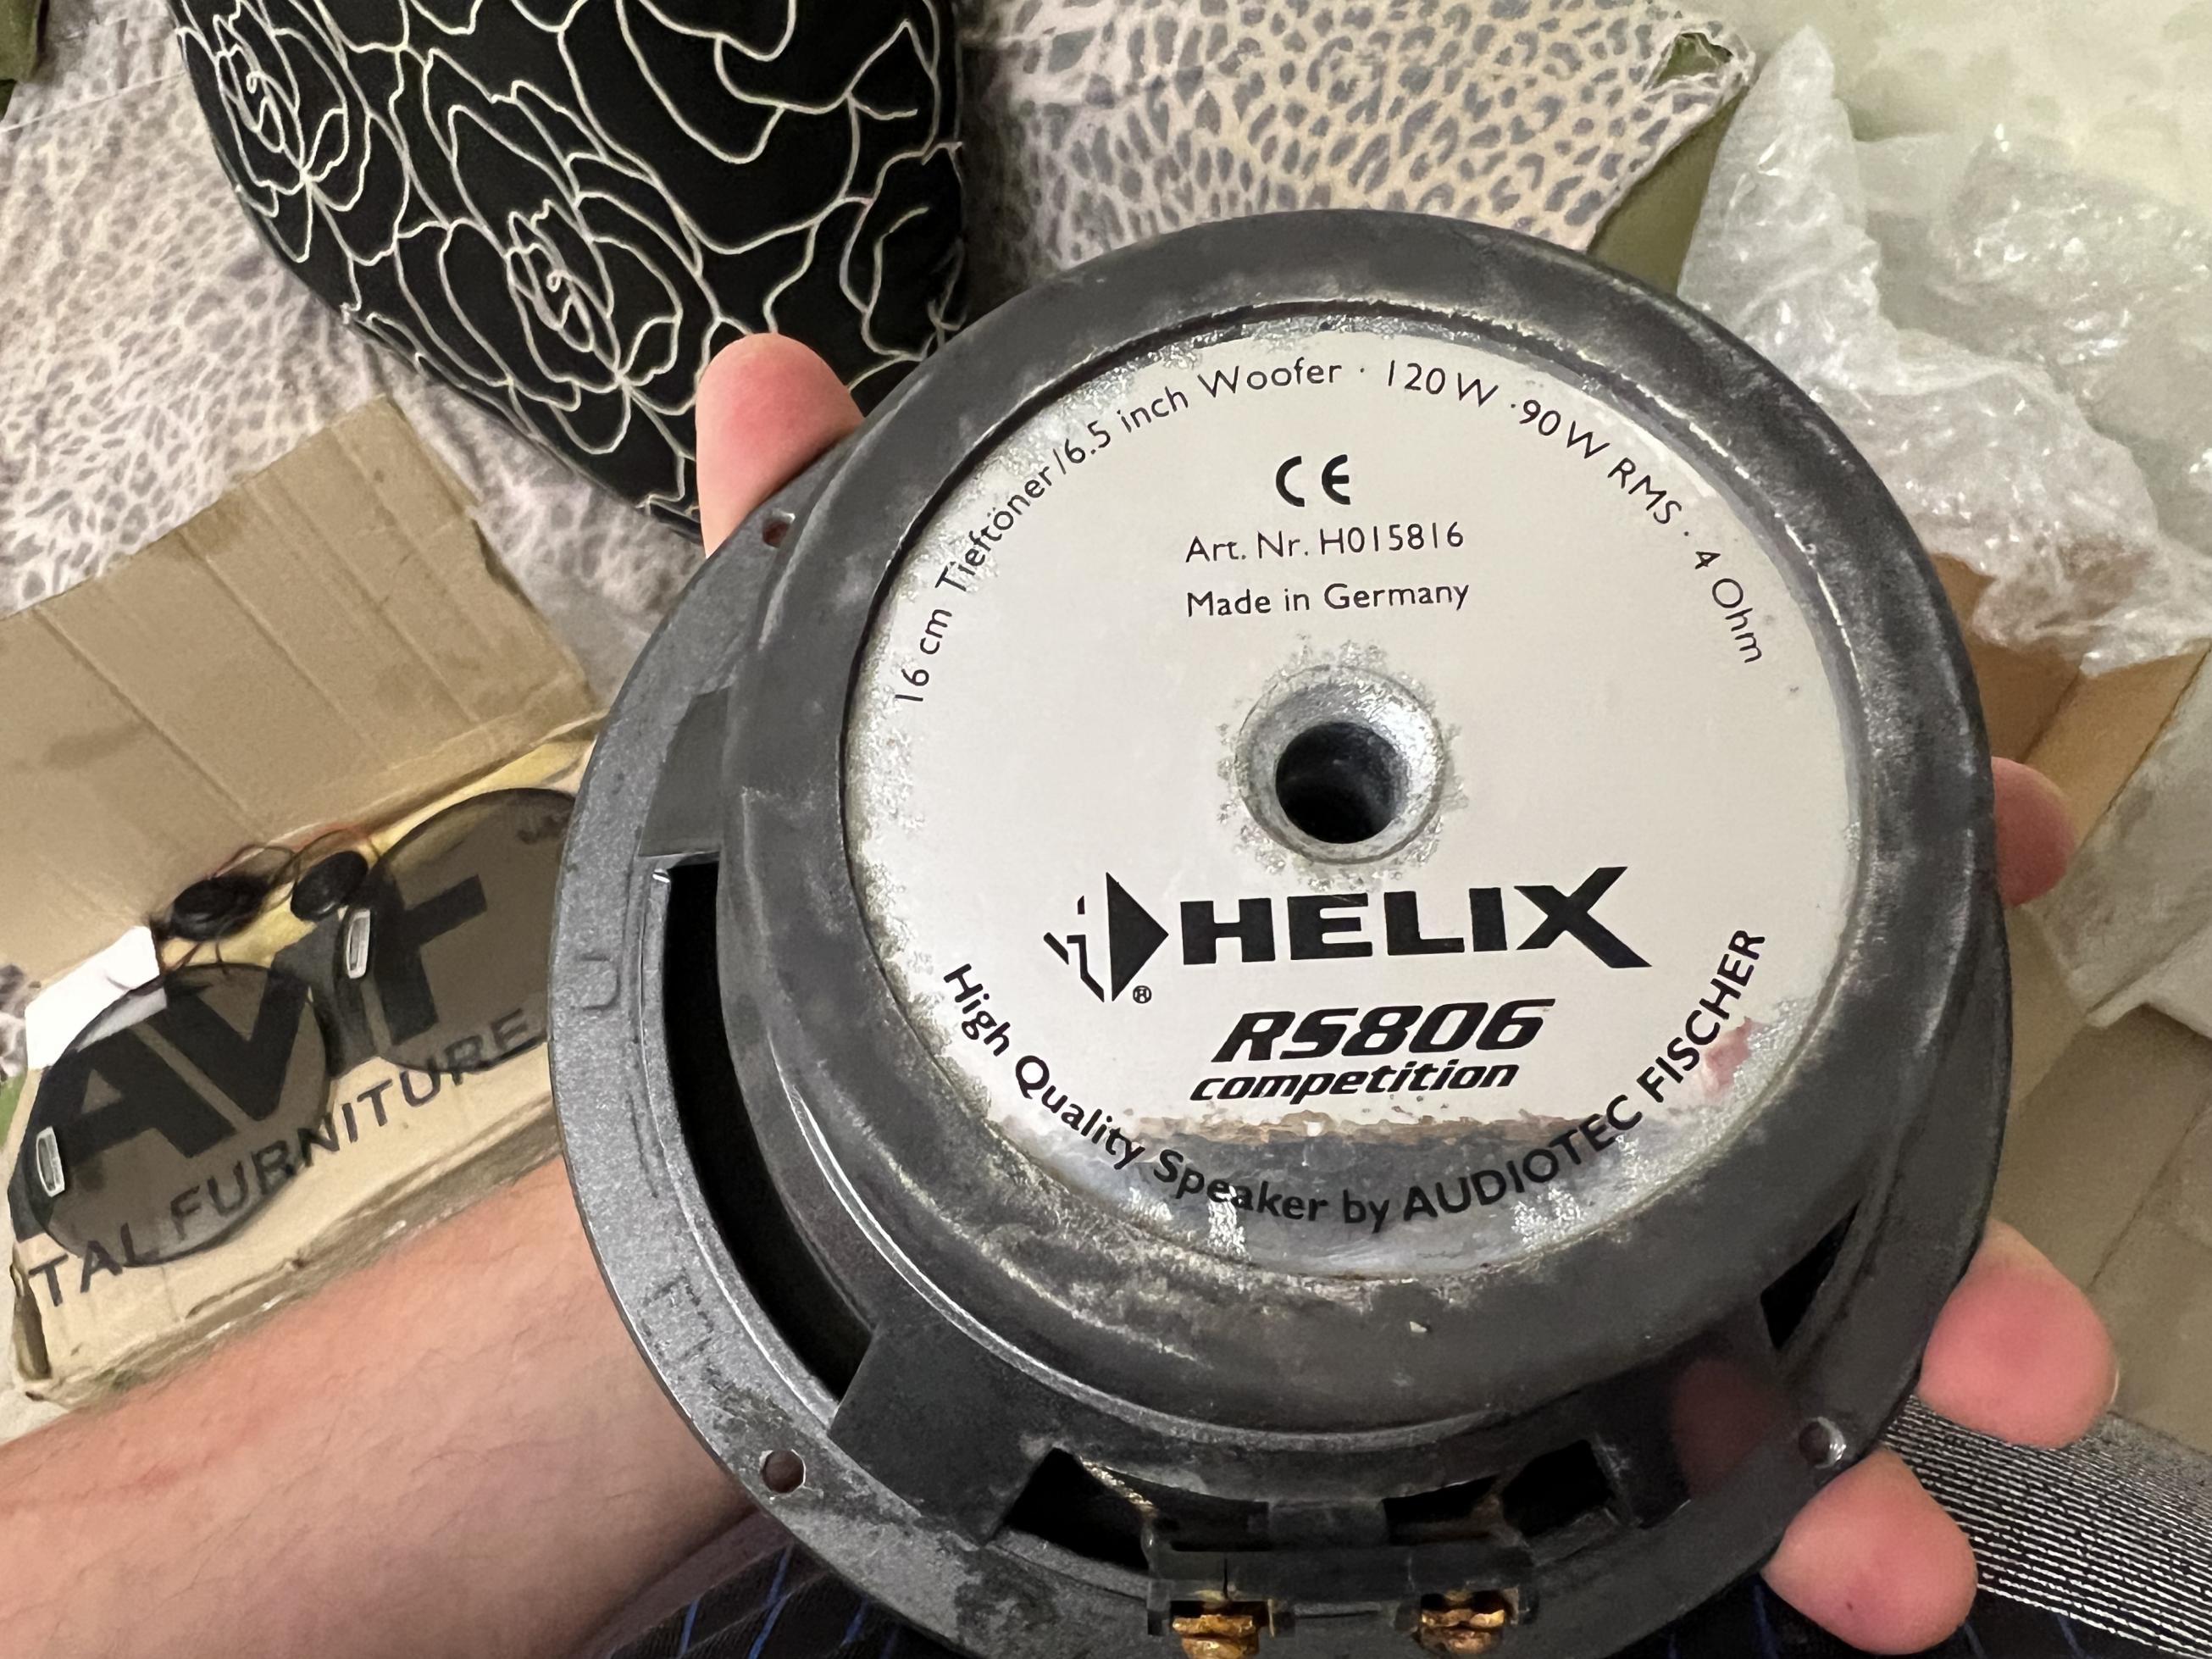 16 cm Tieftöner/6.5 inch Woofer · 120 W · 90 W RMS · 4 Ohm
CE
Art. Nr. H015816
Made in Germany
HELIX
®
RS806
competition
High Quality Speaker by AUDIOTEC FISCHER
AVIF
TAL FURNITURE